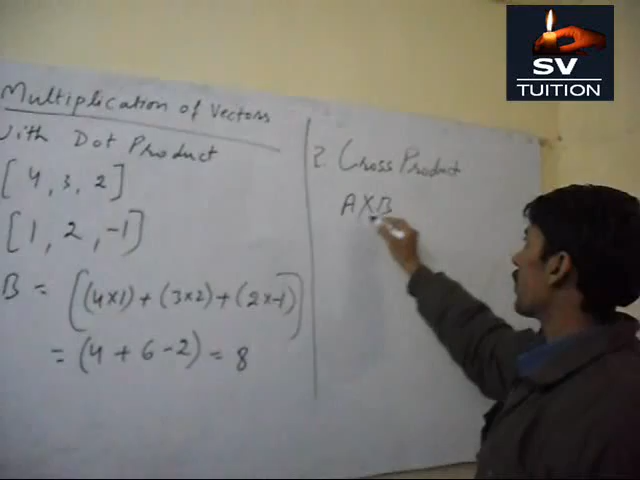 Multiplication of Vectors
With Dot Product
[4, 3, 2]
[1, 2, -1]
B = [(4×1) + (3×2) + (2×-1)]
= (4 + 6 - 2) = 8
2. Cross Product
A×B
SV
TUITION